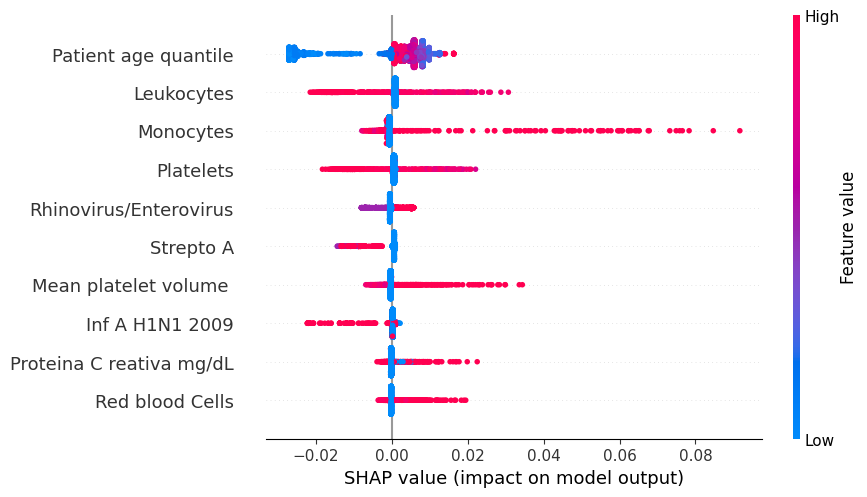 High
Patient age quantile
Leukocytes
Monocytes
Platelets
Rhinovirus/Enterovirus
Strepto A
Mean platelet volume
Inf A H1N1 2009
Proteina C reativa mg/dL
Red blood Cells
Feature value
Low
−0.02 0.00 0.02 0.04 0.06 0.08
SHAP value (impact on model output)